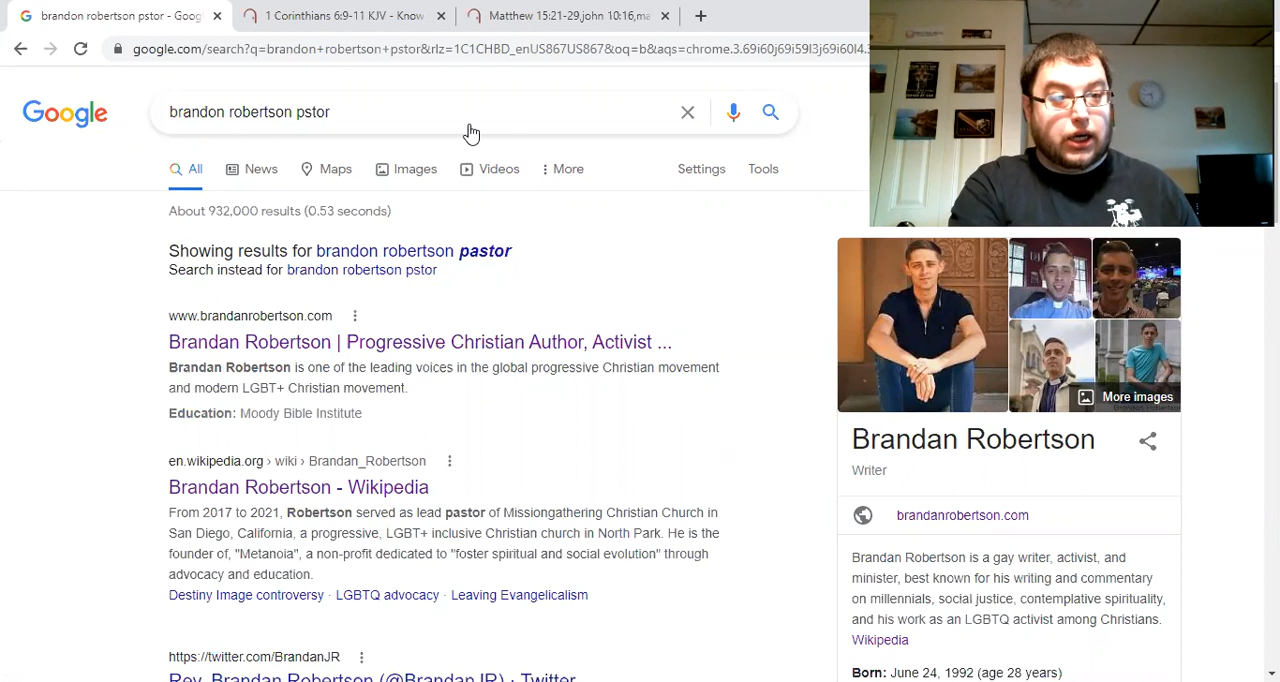 brandon robertson pstor - Goog
1 Corinthians 6:9-11 KJV - Know
Matthew 15:21-29,john 10:16,ma
google.com/search?q=brandon+robertson+pstor&rlz=1C1CHBD_enUS867US867&oq=b&aqs=chrome.3.69i60j69i59l3j69i60l4.3
Google
brandon robertson pstor
All
News
Maps
Images
Videos
More
Settings
Tools
About 932,000 results (0.53 seconds)
Showing results for brandon robertson pastor
Search instead for brandon robertson pstor
www.brandanrobertson.com
Brandan Robertson | Progressive Christian Author, Activist ...
Brandan Robertson is one of the leading voices in the global progressive Christian movement
and modern LGBT+ Christian movement.
Education: Moody Bible Institute
en.wikipedia.org › wiki › Brandan_Robertson
Brandan Robertson - Wikipedia
From 2017 to 2021, Robertson served as lead pastor of Missiongathering Christian Church in
San Diego, California, a progressive, LGBT+ inclusive Christian church in North Park. He is the
founder of, "Metanoia", a non-profit dedicated to "foster spiritual and social evolution" through
advocacy and education.
Destiny Image controversy · LGBTQ advocacy · Leaving Evangelicalism
https://twitter.com/BrandanJR
Rev. Brandan Robertson (@BrandanJR) · Twitter
More images
Brandan Robertson
Writer
brandanrobertson.com
Brandan Robertson is a gay writer, activist, and
minister, best known for his writing and commentary
on millennials, social justice, contemplative spirituality,
and his work as an LGBTQ activist among Christians.
Wikipedia
Born: June 24, 1992 (age 28 years)